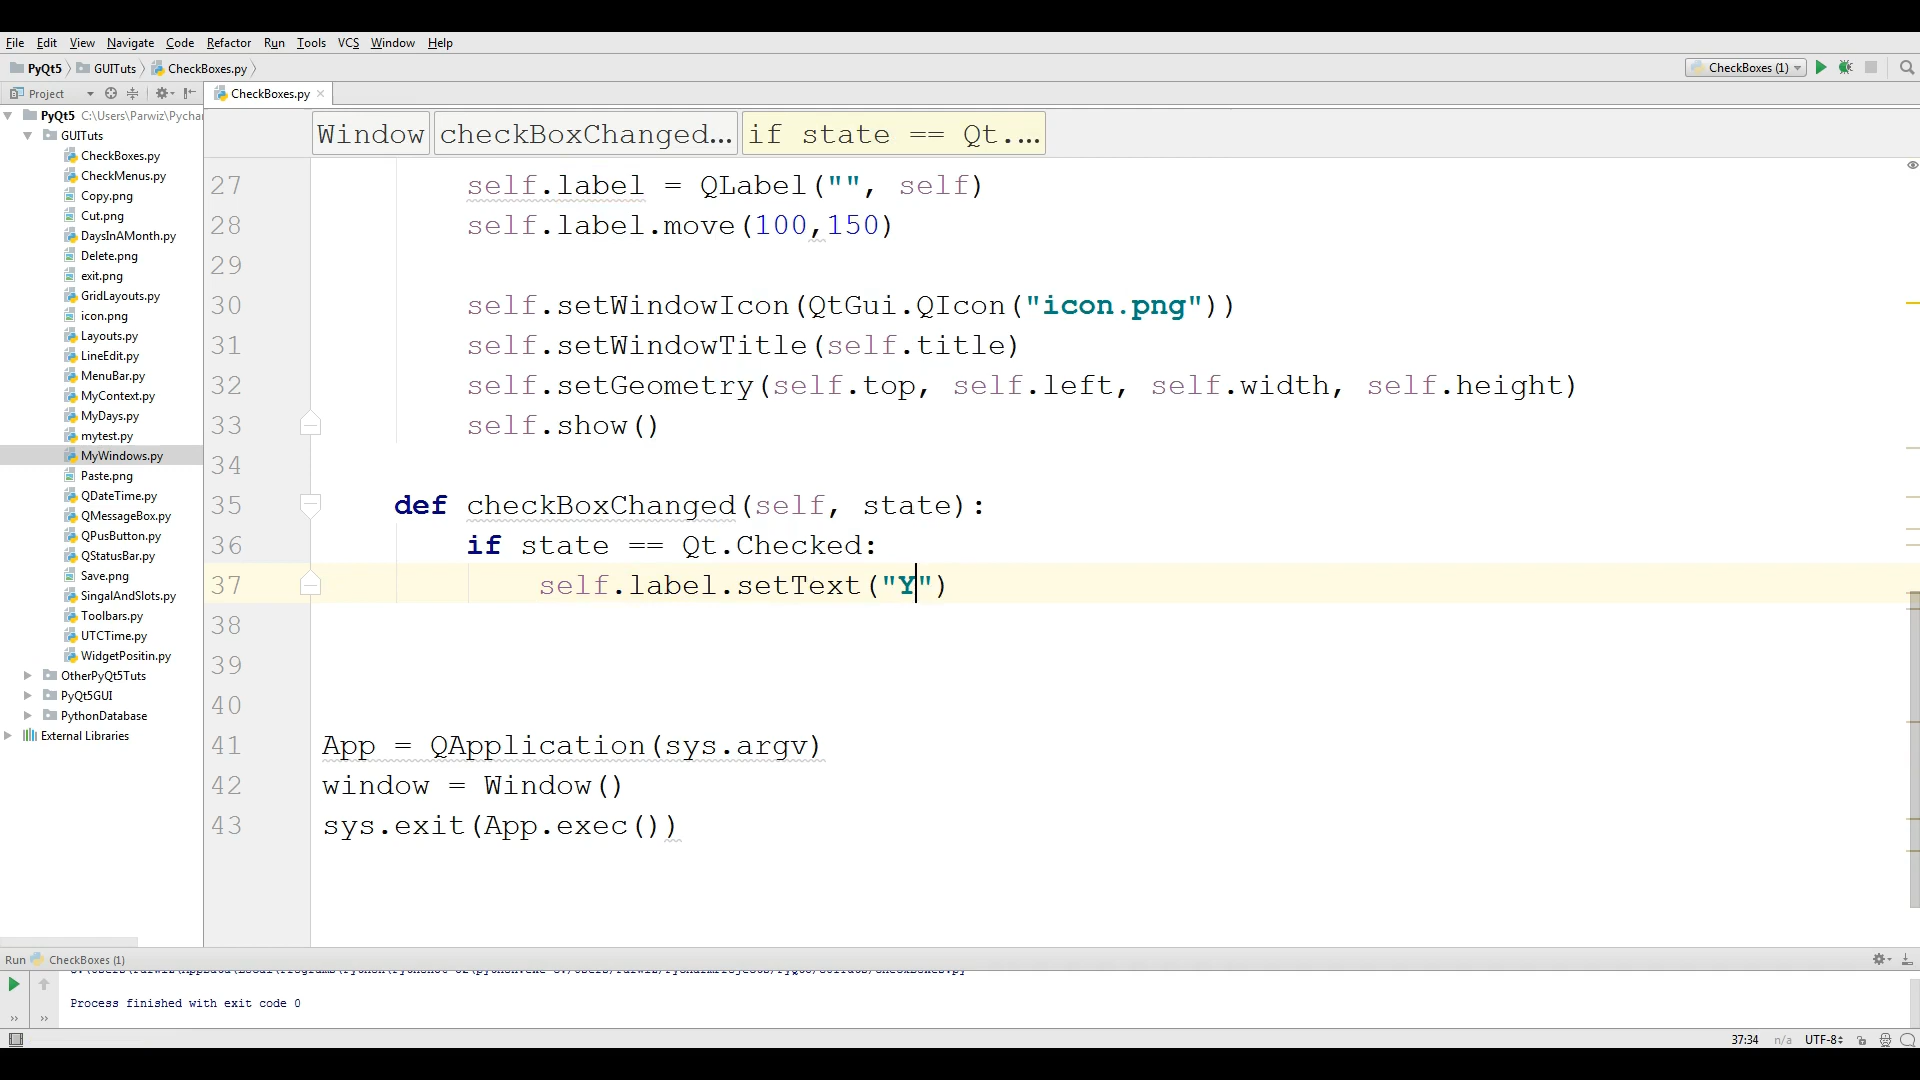 File Edit View Navigate Code Refactor Run Tools VCS Window Help
PyQt5 GUITuts CheckBoxes.py CheckBoxes (1)
Project CheckBoxes.py
PyQt5 C:\Users\Parwiz\Pychar
GUITuts
CheckBoxes.py
CheckMenus.py
Copy.png
Cut.png
DaysInAMonth.py
Delete.png
exit.png
GridLayouts.py
icon.png
Layouts.py
LineEdit.py
MenuBar.py
MyContext.py
MyDays.py
mytest.py
MyWindows.py
Paste.png
QDateTime.py
QMessageBox.py
QPusButton.py
QStatusBar.py
Save.png
SingalAndSlots.py
Toolbars.py
UTCTime.py
WidgetPositin.py
OtherPyQt5Tuts
PyQt5GUI
PythonDatabase
External Libraries
Window checkBoxChanged... if state == Qt....
27 self.label = QLabel("", self)
28 self.label.move(100,150)
29
30 self.setWindowIcon(QtGui.QIcon("icon.png"))
31 self.setWindowTitle(self.title)
32 self.setGeometry(self.top, self.left, self.width, self.height)
33 self.show()
34
35 def checkBoxChanged(self, state):
36 if state == Qt.Checked:
37 self.label.setText("Y")
38
39
40
41 App = QApplication(sys.argv)
42 window = Window()
43 sys.exit(App.exec())
Run CheckBoxes (1)
Process finished with exit code 0
37:34 n/a UTF-8